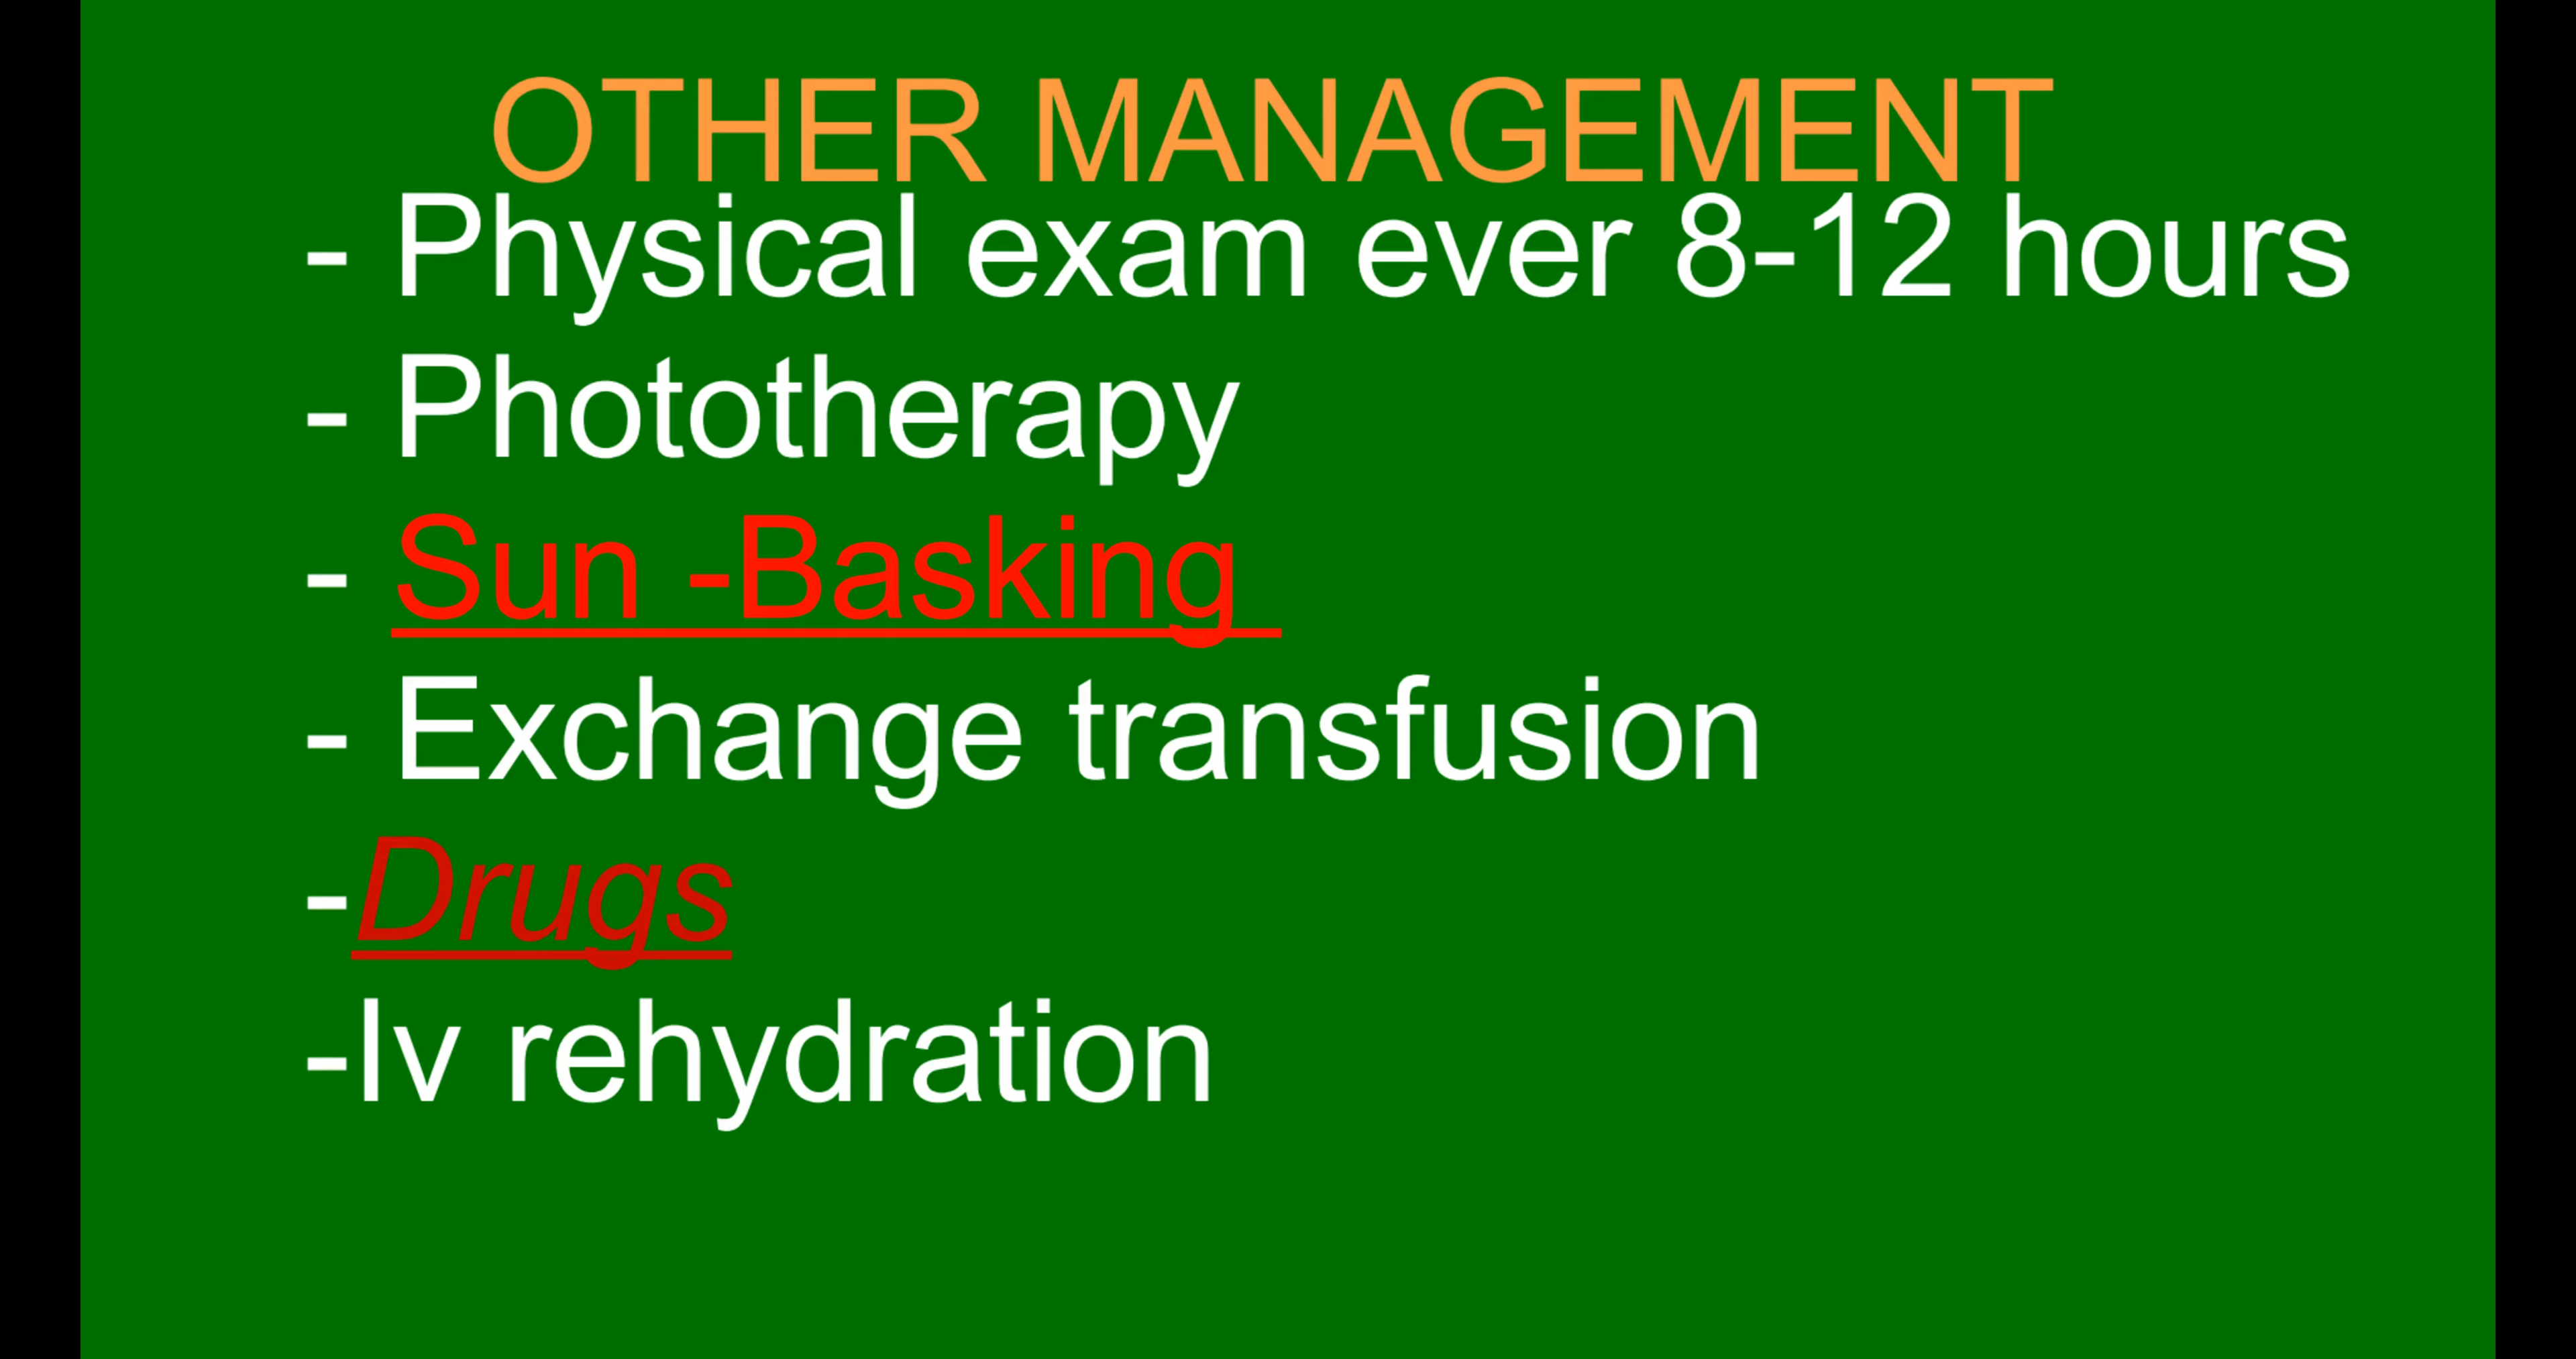 OTHER MANAGEMENT
- Physical exam ever 8-12 hours
- Phototherapy
- Sun -Basking
- Exchange transfusion
-Drugs
-Iv rehydration